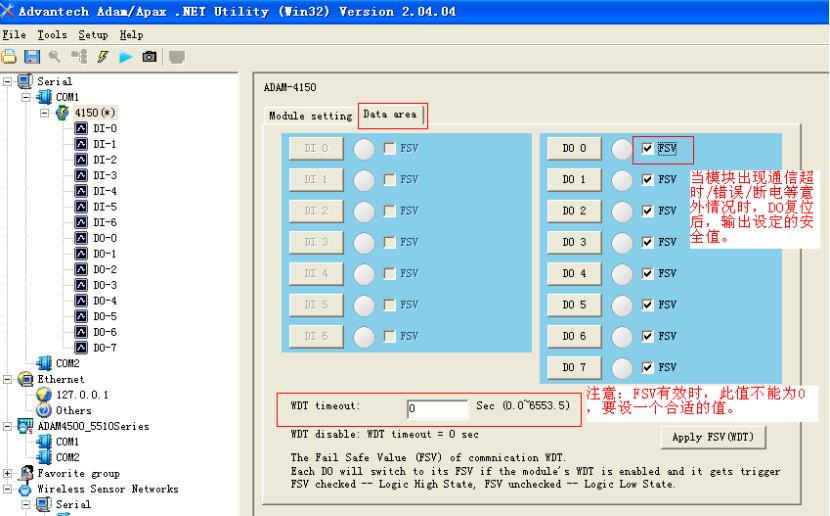 Advantech Adam/Apax .NET Utility (Win32) Version 2.04.04
File Tools Setup Help
Serial
COM1
4150(*)
DI-0
DI-1
DI-2
DI-3
DI-4
DI-5
DI-6
DO-0
DO-1
DO-2
DO-3
DO-4
DO-5
DO-6
DO-7
COM2
Ethernet
127.0.0.1
Others
ADAM4500_5510Series
COM1
COM2
Favorite group
Wireless Sensor Networks
Serial
ADAM-4150
Module setting Data area
DI 0 FSV
DI 1 FSV
DI 2 FSV
DI 3 FSV
DI 4 FSV
DI 5 FSV
DI 6 FSV
DO 0 FSV
DO 1 FSV
DO 2 FSV
DO 3 FSV
DO 4 FSV
DO 5 FSV
DO 6 FSV
DO 7 FSV
当模块出现通信超
时/错误/断电等意
外情况时，DO复位
后，输出设定的安
全值。
WDT timeout: 0 Sec (0.0~6553.5)
注意：FSV有效时，此值不能为0
，要设一个合适的值。
WDT disable: WDT timeout = 0 sec
Apply FSV(WDT)
The Fail Safe Value (FSV) of commnication WDT.
Each DO will switch to its FSV if the module's WDT is enabled and it gets trigger
FSV checked -- Logic High State, FSV unchecked -- Logic Low State.